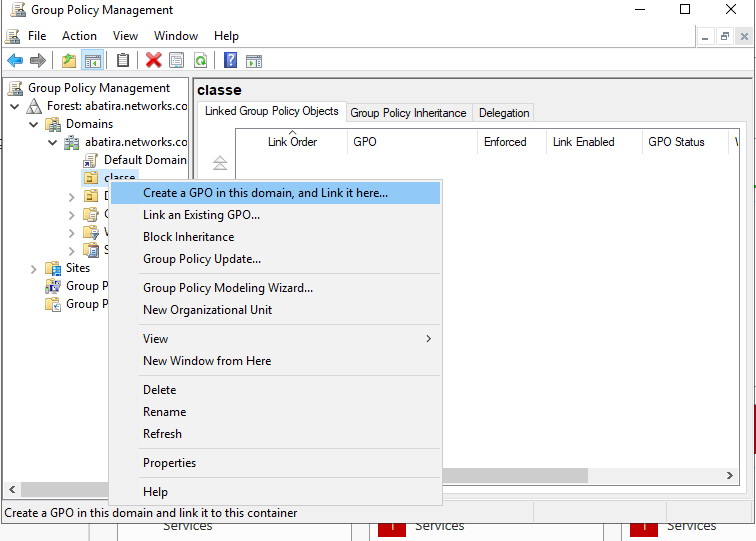 Group Policy Management
File Action View Window Help
Group Policy Management
Forest: abatira.networks.co
Domains
abatira.networks.co
Default Domain
classe
Sites
Group P
Group P
classe
Linked Group Policy Objects Group Policy Inheritance Delegation
Link Order GPO Enforced Link Enabled GPO Status
Create a GPO in this domain, and Link it here...
Link an Existing GPO...
Block Inheritance
Group Policy Update...
Group Policy Modeling Wizard...
New Organizational Unit
View
New Window from Here
Delete
Rename
Refresh
Properties
Help
Create a GPO in this domain and link it to this container
Services 1 Services 1 Services